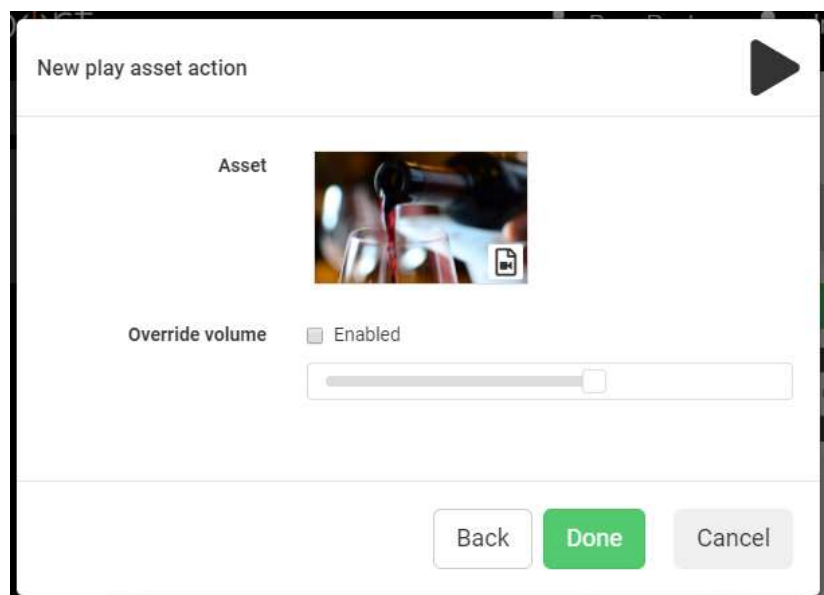 New play asset action
Asset
Override volume
Enabled
Back
Done
Cancel